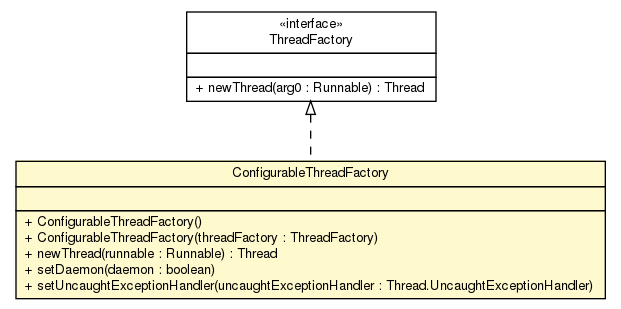 «interface»
ThreadFactory
+ newThread(arg0 : Runnable) : Thread
ConfigurableThreadFactory
+ ConfigurableThreadFactory()
+ ConfigurableThreadFactory(threadFactory : ThreadFactory)
+ newThread(runnable : Runnable) : Thread
+ setDaemon(daemon : boolean)
+ setUncaughtExceptionHandler(uncaughtExceptionHandler : Thread.UncaughtExceptionHandler)